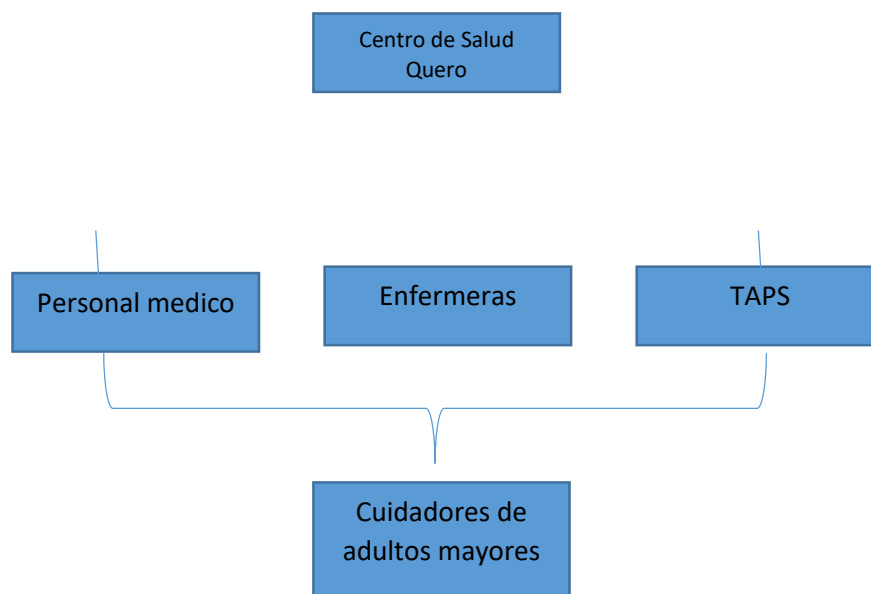 Centro de Salud
Quero
Personal medico
Enfermeras
TAPS
Cuidadores de
adultos mayores